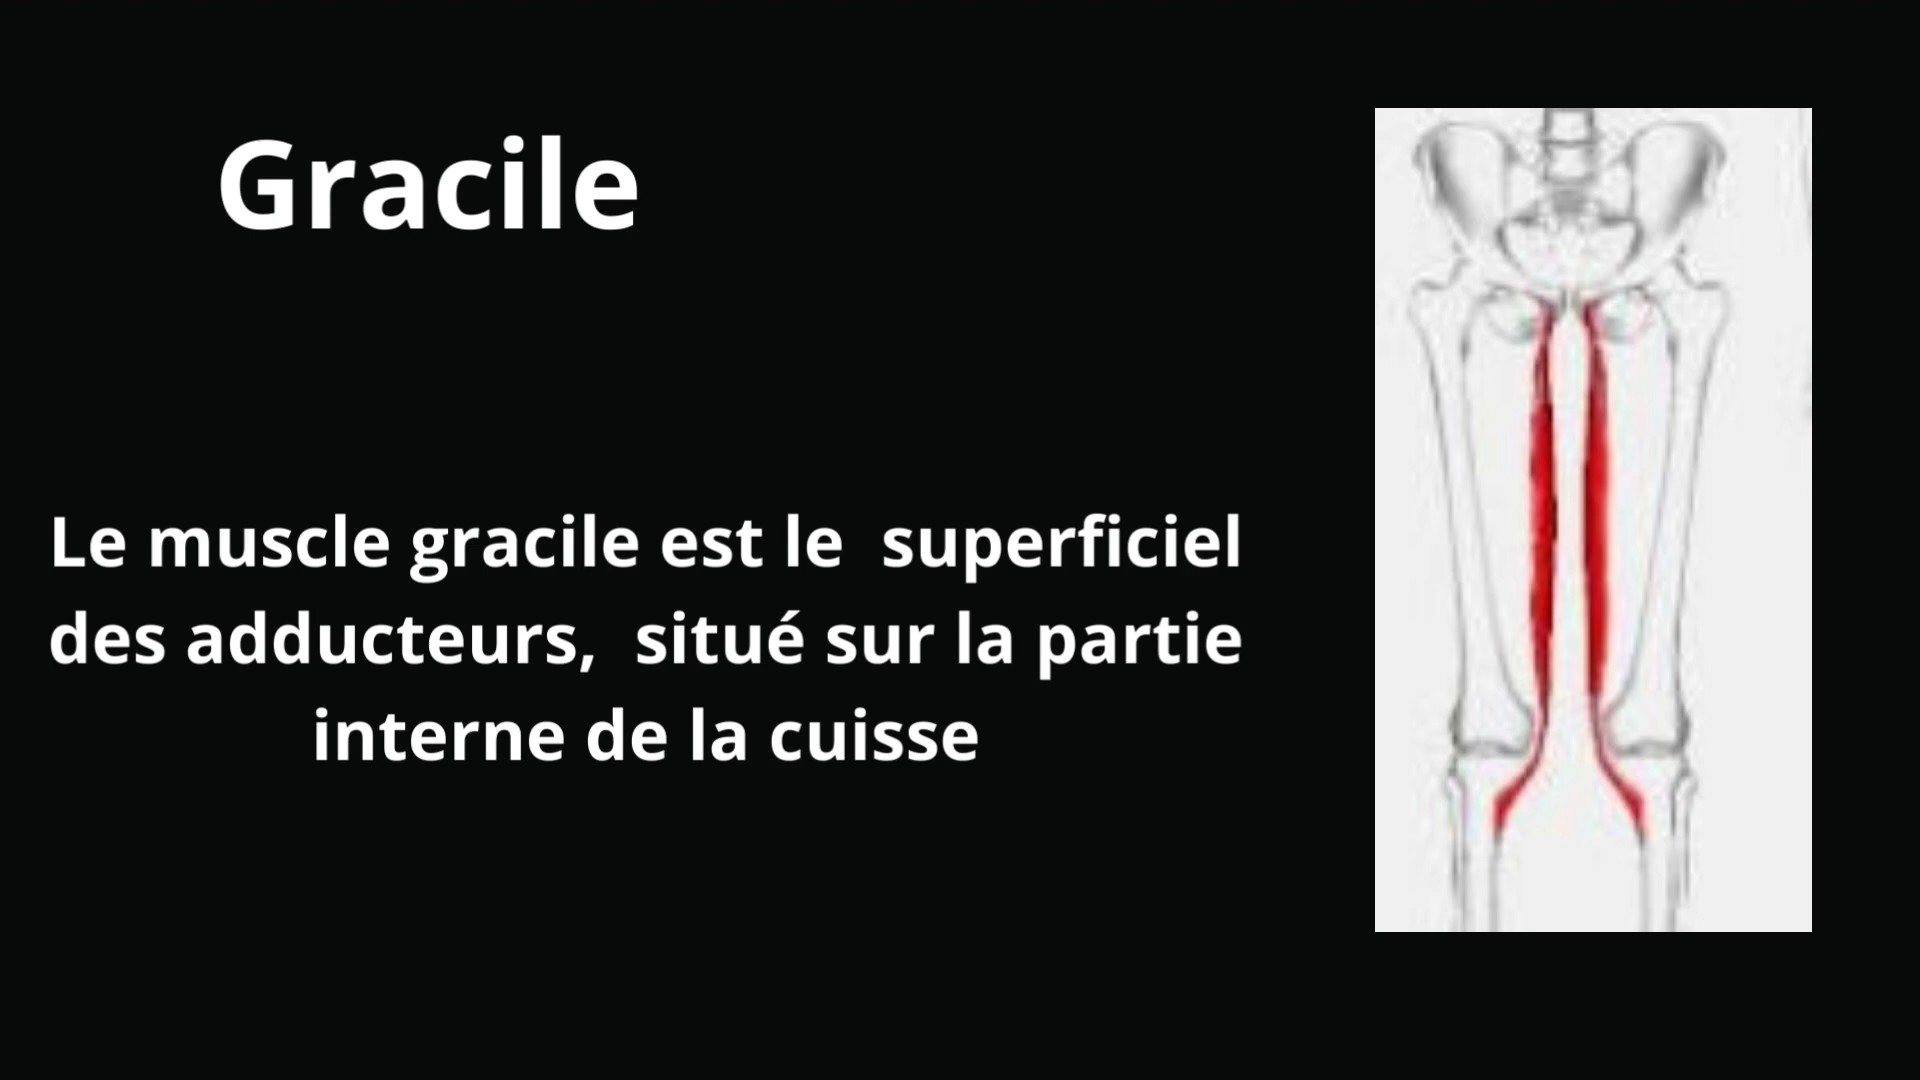 Gracile
Le muscle gracile est le  superficiel
des adducteurs,  situé sur la partie
interne de la cuisse